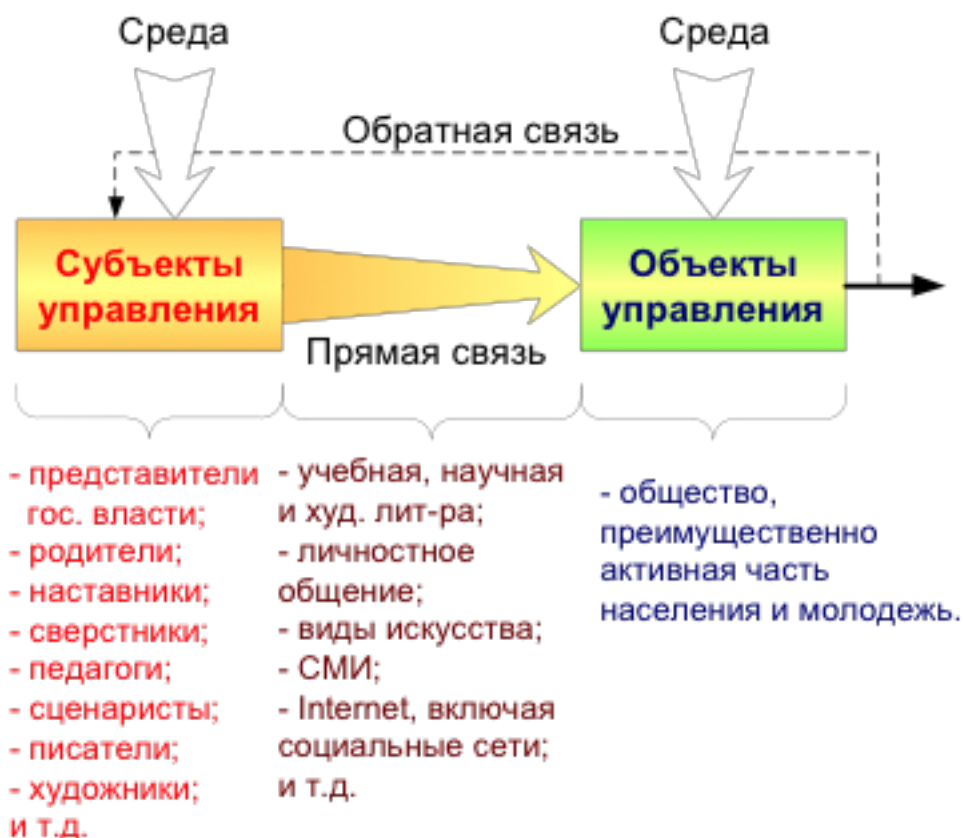 Среда
Среда
Обратная связь
Субъекты
управления
Объекты
управления
Прямая связь
- представители
гос. власти;
- родители;
- наставники;
- сверстники;
- педагоги;
- сценаристы;
- писатели;
- художники;
и т.д.
- учебная, научная
и худ. лит-ра;
- личностное
общение;
- виды искусства;
- СМИ;
- Internet, включая
социальные сети;
и т.д.
- общество,
преимущественно
активная часть
населения и молодежь.